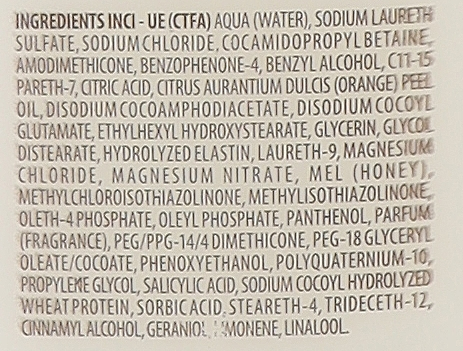 INGREDIENTS INCI - UE (CTFA) AQUA (WATER), SODIUM LAURETH
SULFATE, SODIUM CHLORIDE, COCAMIDOPROPYL BETAINE,
AMODIMETHICONE, BENZOPHENONE-4, BENZYL ALCOHOL, C11-15
PARETH-7, CITRIC ACID, CITRUS AURANTIUM DULCIS (ORANGE) PEEL
OIL, DISODIUM COCOAMPHODIACETATE, DISODIUM COCOYL
GLUTAMATE, ETHYLHEXYL HYDROXYSTEARATE, GLYCERIN, GLYCOL
DISTEARATE, HYDROLYZED ELASTIN, LAURETH-9, MAGNESIUM
CHLORIDE, MAGNESIUM NITRATE, MEL (HONEY),
METHYLCHLOROISOTHIAZOLINONE, METHYLISOTHIAZOLINONE,
OLETH-4 PHOSPHATE, OLEYL PHOSPHATE, PANTHENOL, PARFUM
(FRAGRANCE), PEG/PPG-14/4 DIMETHICONE, PEG-18 GLYCERYL
OLEATE/COCOATE, PHENOXYETHANOL, POLYQUATERNIUM-10,
PROPYLENE GLYCOL, SALICYLIC ACID, SODIUM COCOYL HYDROLYZED
WHEAT PROTEIN, SORBIC ACID, STEARETH-4, TRIDECETH-12,
CINNAMYL ALCOHOL, GERANIOL, LIMONENE, LINALOOL.